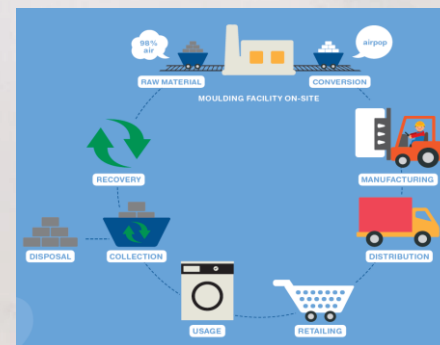 98%
air
airpop
RAW MATERIAL
CONVERSION
MOULDING FACILITY ON-SITE
RECOVERY
MANUFACTURING
DISPOSAL
COLLECTION
DISTRIBUTION
USAGE
RETAILING